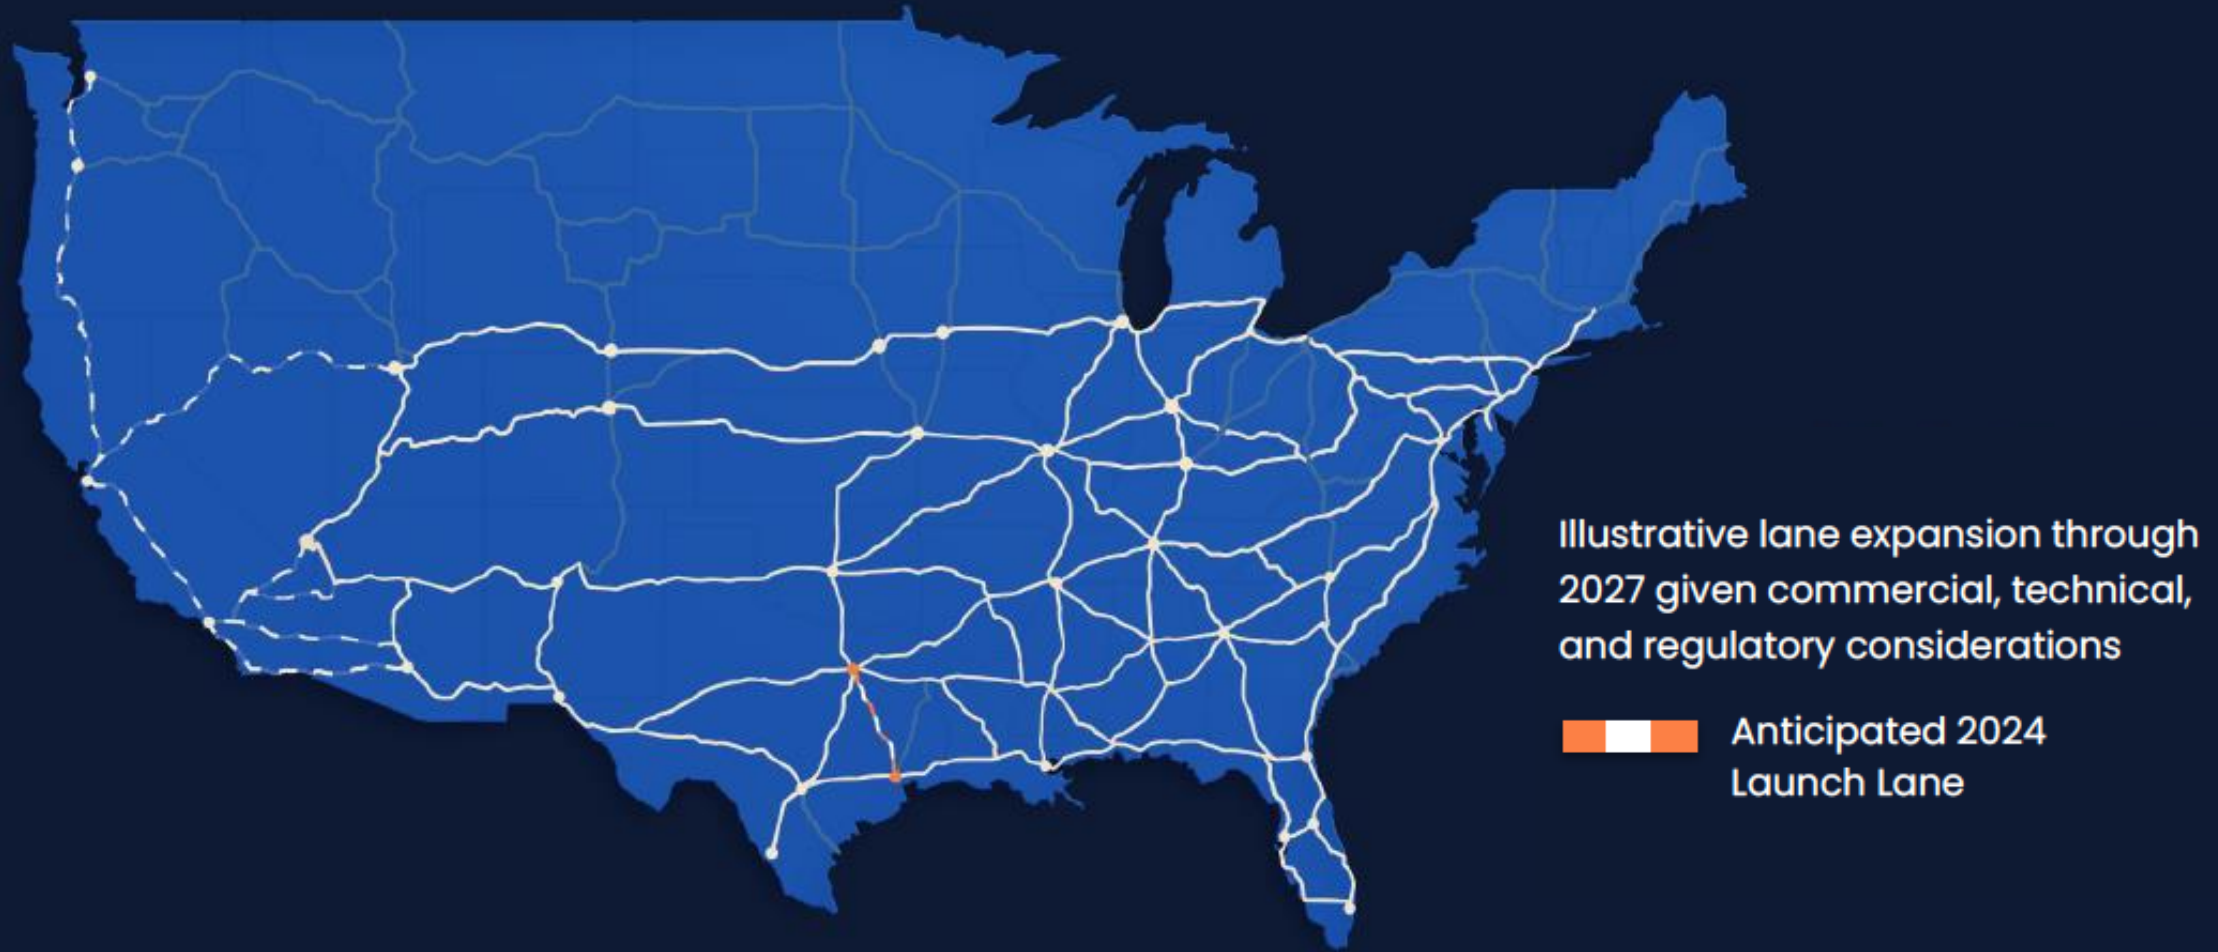 Illustrative lane expansion through
2027 given commercial, technical,
and regulatory considerations
Anticipated 2024
Launch Lane